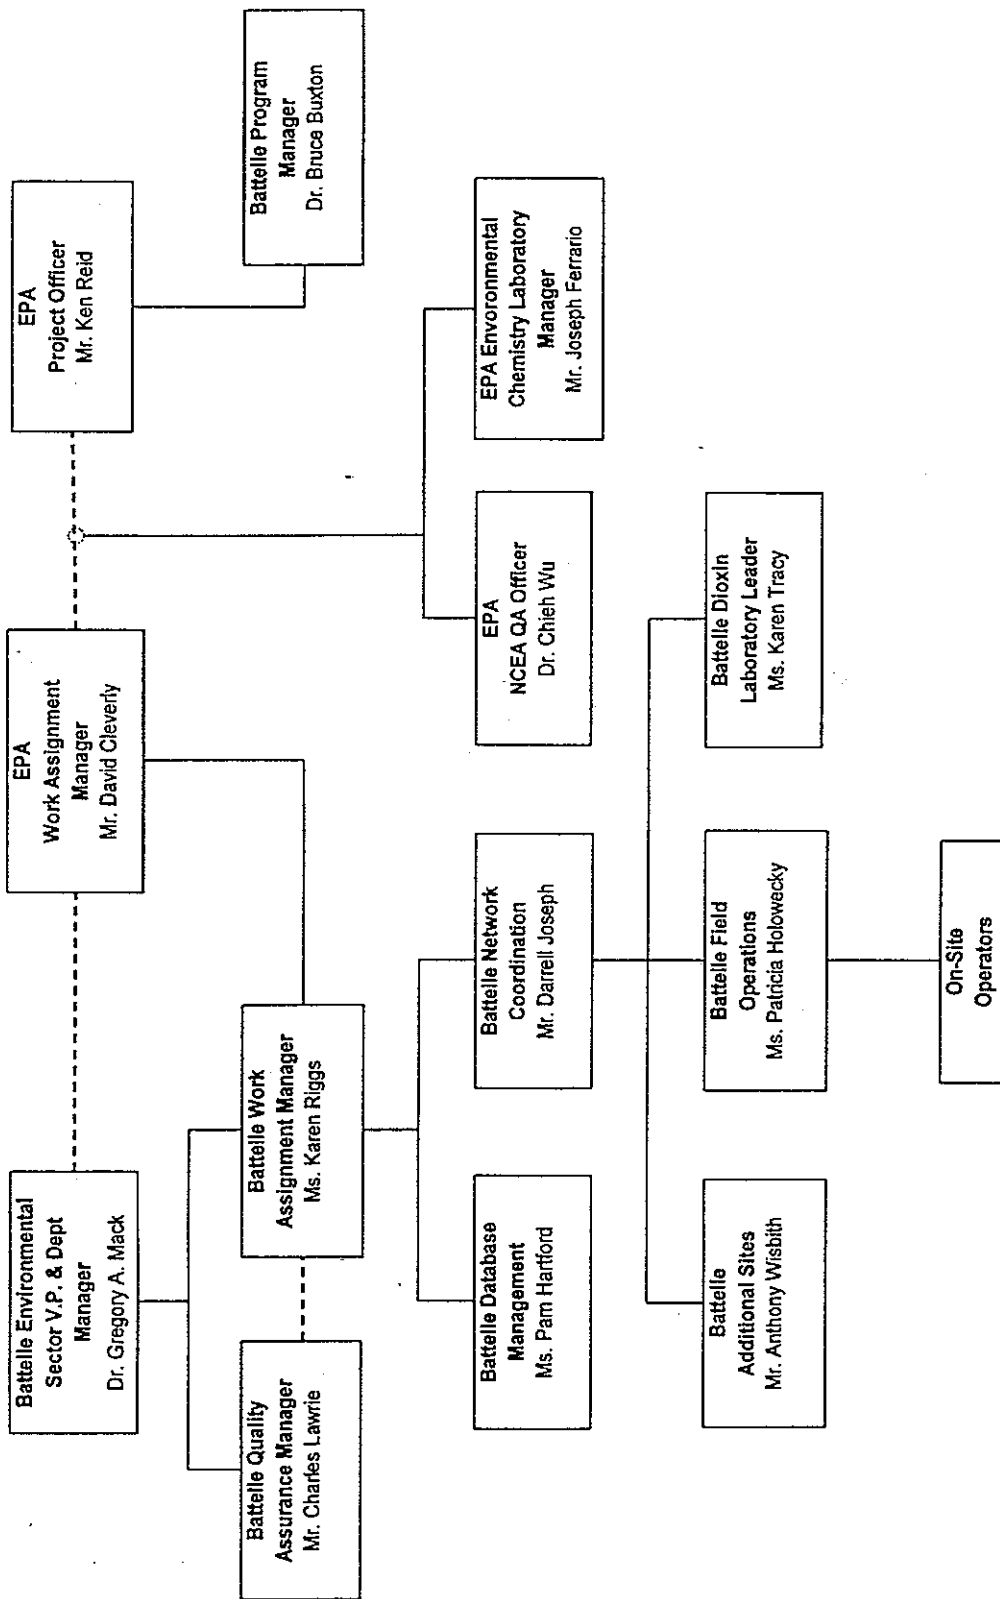 Battelle Environmental
Sector V.P. & Dept
Manager
Dr. Gregory A. Mack
EPA
Work Assignment
Manager
Mr. David Cleverly
EPA
Project Officer
Mr. Ken Reid
Battelle Quality
Assurance Manager
Mr. Charles Lawrie
Battelle Work
Assignment Manager
Ms. Karen Riggs
Battelle Program
Manager
Dr. Bruce Buxton
Battelle Database
Management
Ms. Pam Hartford
Battelle Network
Coordination
Mr. Darrell Joseph
EPA
NCEA QA Officer
Dr. Chieh Wu
EPA Envoronmental
Chemistry Laboratory
Manager
Mr. Joseph Ferrario
Battelle
Additional Sites
Mr. Anthony Wisbith
Battelle Field
Operations
Ms. Patricia Holowecky
Battelle Dioxin
Laboratory Leader
Ms. Karen Tracy
On-Site
Operators